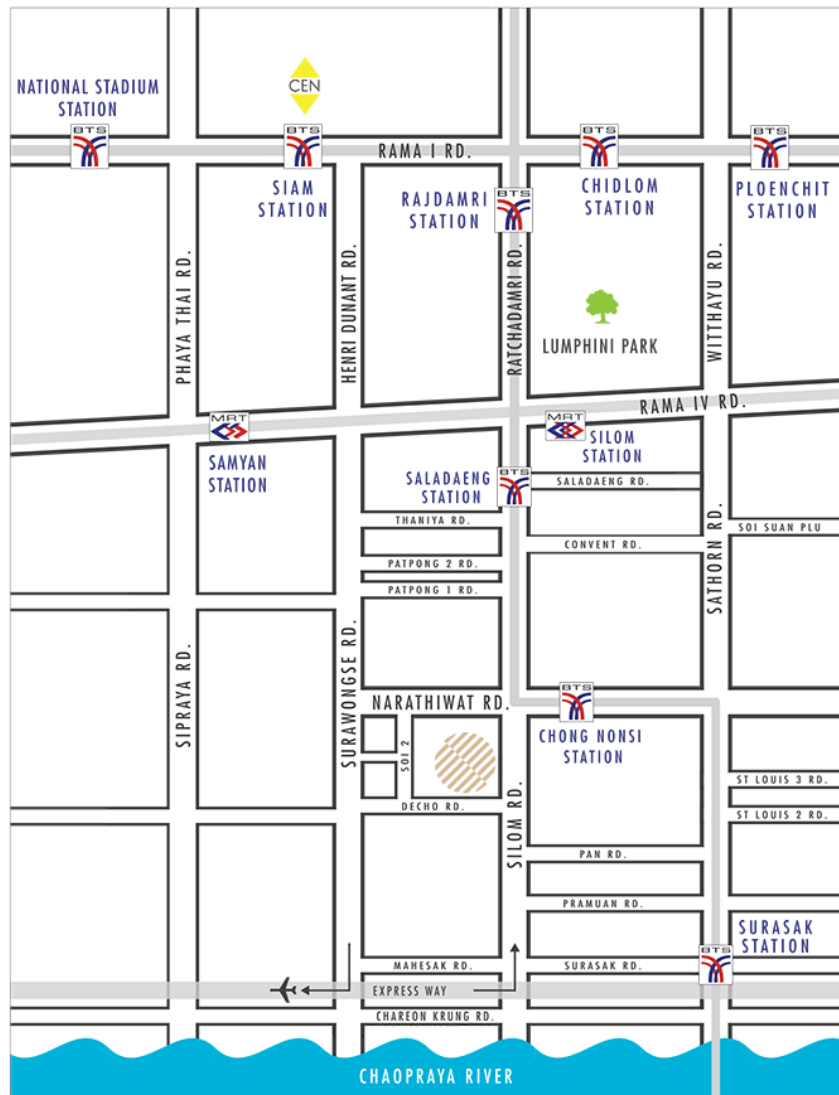 CEN
NATIONAL STADIUM
STATION
BTS
BTS
BTS
BTS
RAMA I RD.
SIAM
STATION
RAJDAMRI
STATION
BTS
CHIDLOM
STATION
PLOENCHIT
STATION
PHAYA THAI RD.
HENRI DUNANT RD.
RATCHADAMRI RD.
WITTHAYU RD.
LUMPHINI PARK
RAMA IV RD.
MRT
MRT
SAMYAN
STATION
SILOM
STATION
SALADAENG
STATION
BTS
SALADAENG RD.
THANIYA RD.
SOI SUAN PLU
CONVENT RD.
PATPONG 2 RD.
PATPONG 1 RD.
SATHORN RD.
SIPRAYA RD.
SURAWONGSE RD.
NARATHIWAT RD.
BTS
CHONG NONSI
STATION
SOI 2
SILOM RD.
DECHO RD.
ST LOUIS 3 RD.
ST LOUIS 2 RD.
PAN RD.
PRAMUAN RD.
SURASAK
STATION
BTS
MAHESAK RD.
SURASAK RD.
EXPRESS WAY
CHAREON KRUNG RD.
CHAOPRAYA RIVER